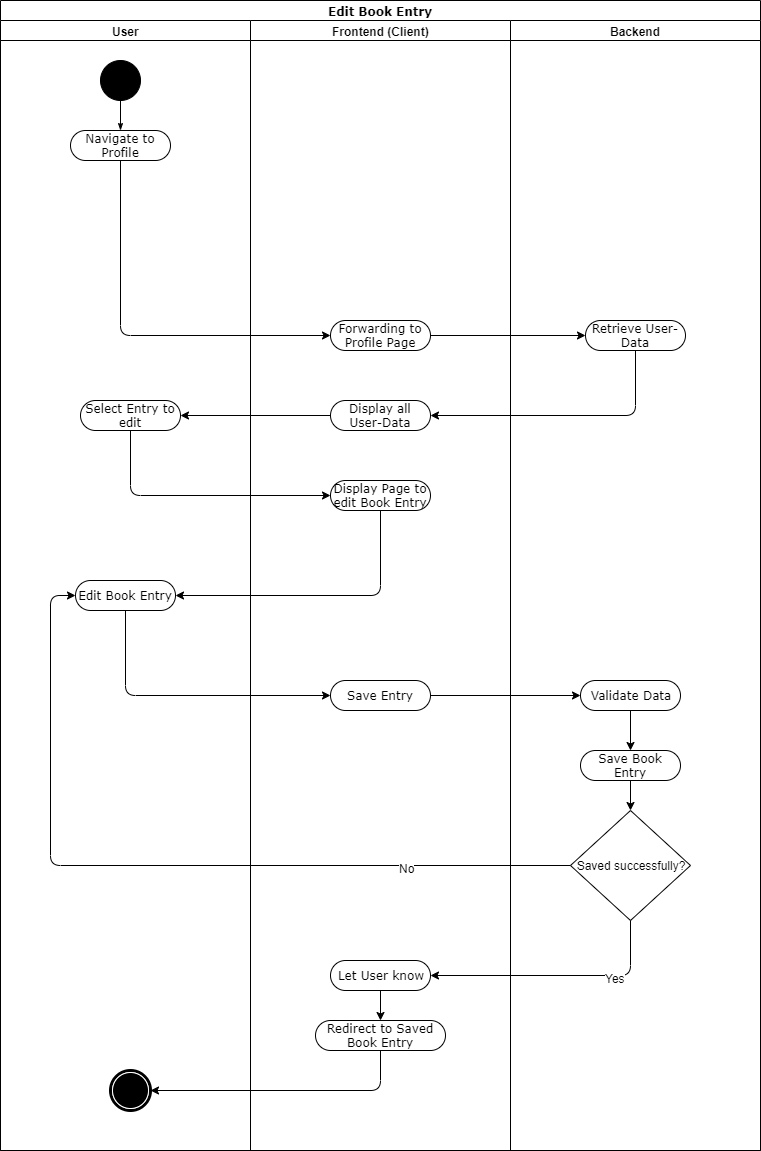 Edit Book Entry
User
Frontend (Client)
Backend
Navigate to
Profile
Forwarding to
Profile Page
Retrieve User-
Data
Select Entry to
edit
Display all
User-Data
Display Page to
edit Book Entry
Edit Book Entry
Save Entry
Validate Data
Save Book
Entry
Saved successfully?
No
Let User know
Yes
Redirect to Saved
Book Entry